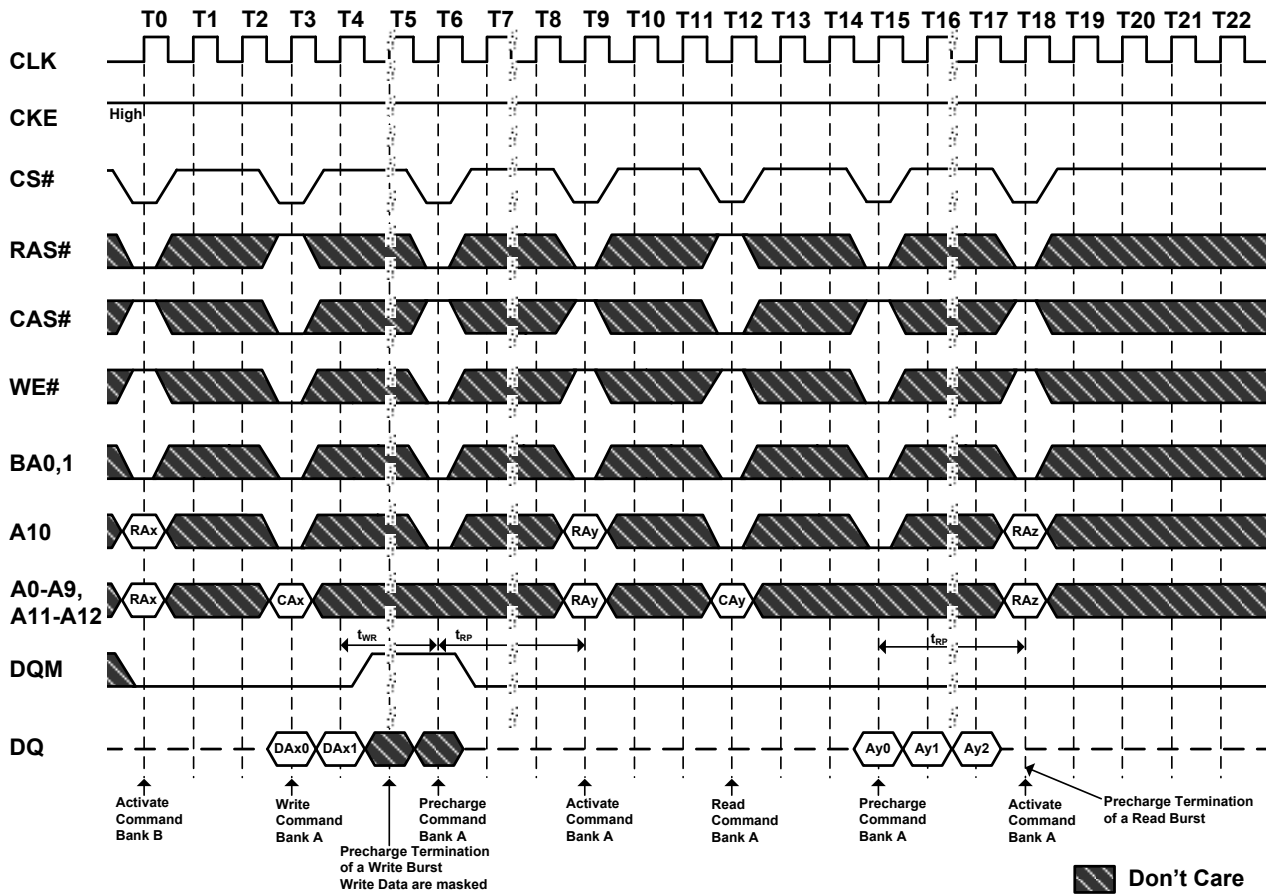 T0 T1 T2 T3 T4 T5 T6 T7 T8 T9 T10 T11 T12 T13 T14 T15 T16 T17 T18 T19 T20 T21 T22
CLK
CKE
High
CS#
RAS#
CAS#
WE#
BA0,1
A10
RAx RAy RAz
A0-A9,
A11-A12
RAx CAx RAy CAy RAz
tWR tRP tRP
DQM
DQ
DAx0 DAx1 Ay0 Ay1 Ay2
Activate
Command
Bank B
Write
Command
Bank A
Precharge Termination
of a Write Burst
Write Data are masked
Precharge
Command
Bank A
Activate
Command
Bank A
Read
Command
Bank A
Precharge
Command
Bank A
Activate
Command
Bank A
Precharge Termination
of a Read Burst
Don't Care